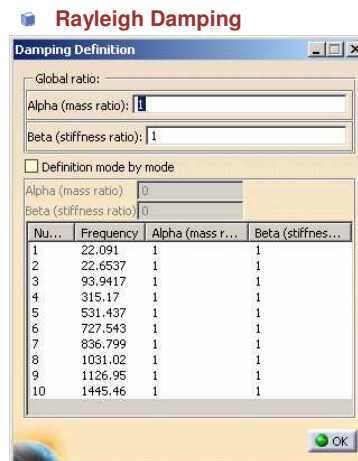 Rayleigh Damping
Damping Definition
Global ratio:
Alpha (mass ratio): 1
Beta (stiffness ratio): 1
Definition mode by mode
Alpha (mass ratio) 0
Beta (stiffness ratio) 0
Nu... Frequency Alpha (mass r... Beta (stiffnes...
1 22.091 1 1
2 22.6537 1 1
3 93.9417 1 1
4 315.17 1 1
5 531.437 1 1
6 727.543 1 1
7 836.799 1 1
8 1031.02 1 1
9 1126.95 1 1
10 1445.46 1 1
OK